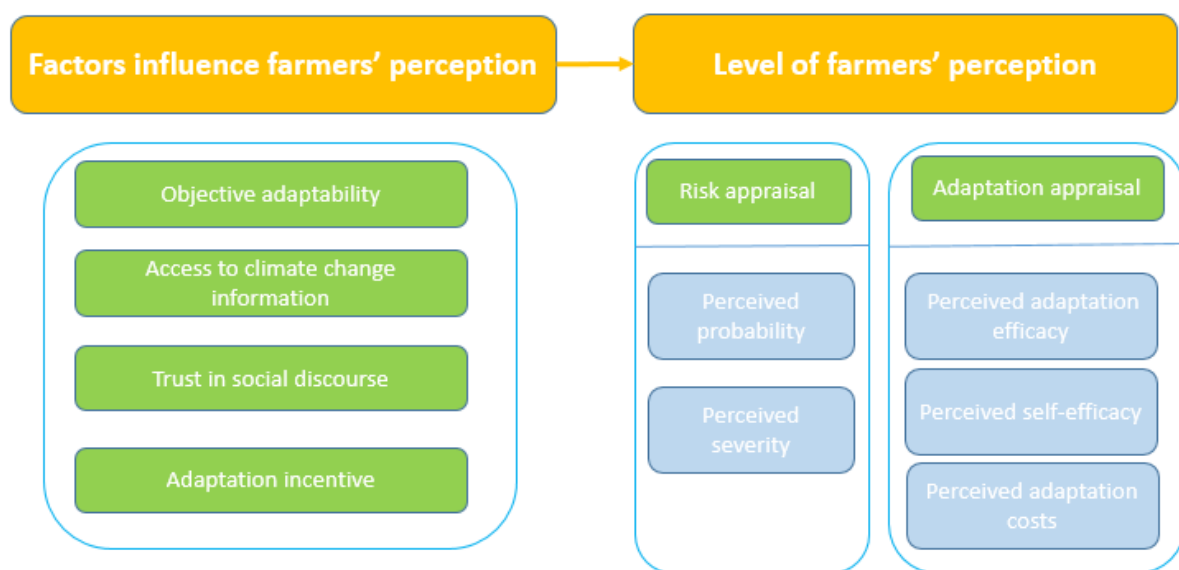 Factors influence farmers’ perception
Level of farmers’ perception
Objective adaptability
Access to climate change
information
Trust in social discourse
Adaptation incentive
Risk appraisal
Perceived
probability
Perceived
severity
Adaptation appraisal
Perceived adaptation
efficacy
Perceived self-efficacy
Perceived adaptation
costs